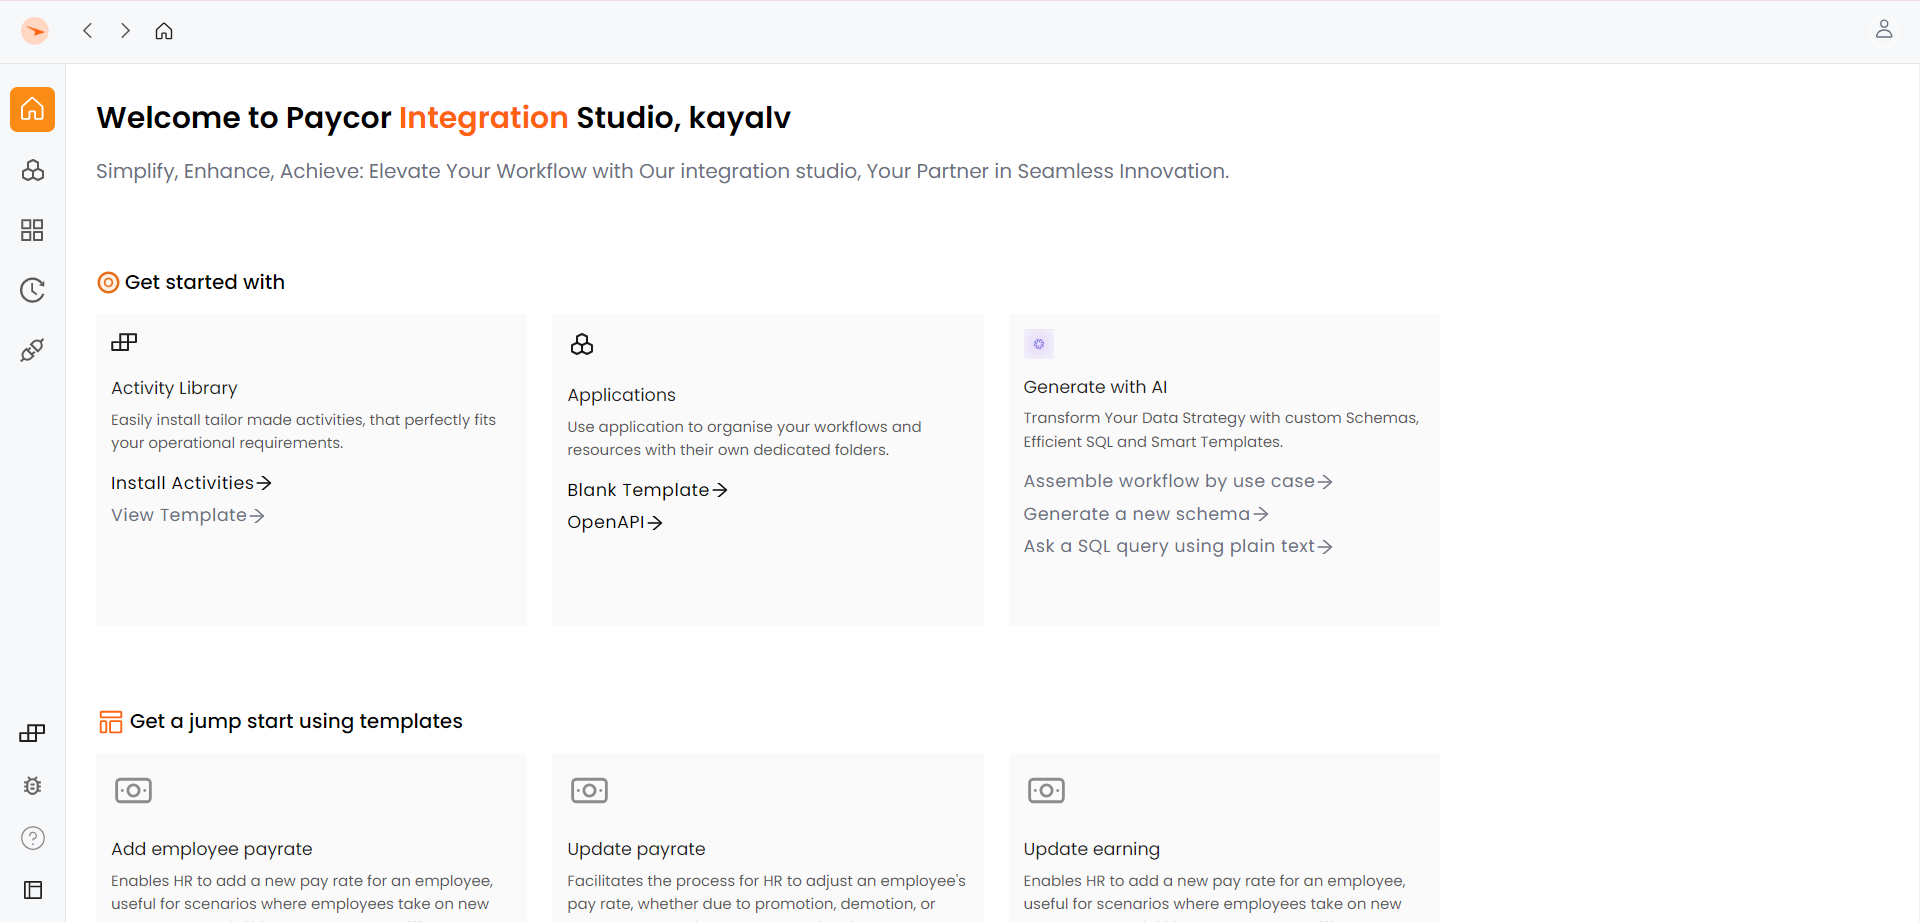 Welcome to Paycor Integration Studio, kayalv
Simplify, Enhance, Achieve: Elevate Your Workflow with Our integration studio, Your Partner in Seamless Innovation.
Get started with
Activity Library
Easily install tailor made activities, that perfectly fits
your operational requirements.
Install Activities
View Template
Applications
Use application to organise your workflows and
resources with their own dedicated folders.
Blank Template
OpenAPI
Generate with AI
Transform Your Data Strategy with custom Schemas,
Efficient SQL and Smart Templates.
Assemble workflow by use case
Generate a new schema
Ask a SQL query using plain text
Get a jump start using templates
Add employee payrate
Enables HR to add a new pay rate for an employee,
useful for scenarios where employees take on new
Update payrate
Facilitates the process for HR to adjust an employee's
pay rate, whether due to promotion, demotion, or
Update earning
Enables HR to add a new pay rate for an employee,
useful for scenarios where employees take on new